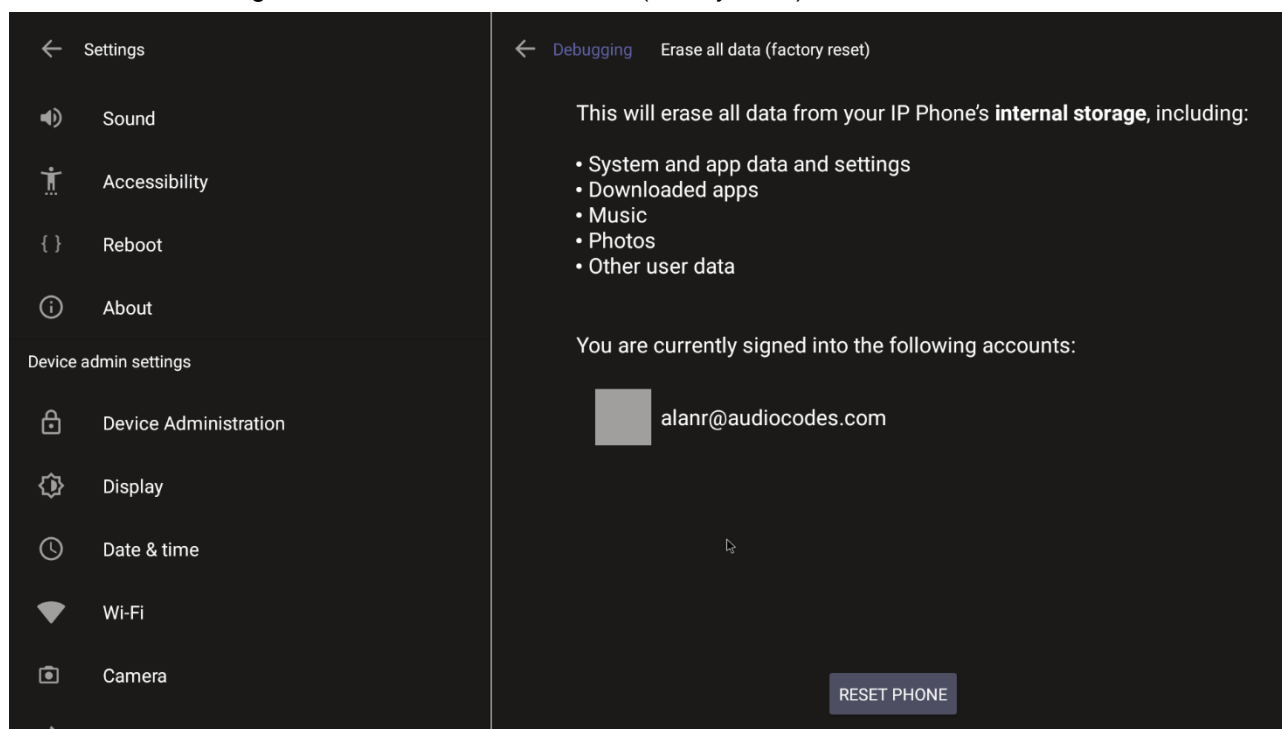 ← Settings
Sound
Accessibility
{ } Reboot
About
Device admin settings
Device Administration
Display
Date & time
Wi-Fi
Camera
← Debugging Erase all data (factory reset)
This will erase all data from your IP Phone’s internal storage, including:
• System and app data and settings
• Downloaded apps
• Music
• Photos
• Other user data
You are currently signed into the following accounts:
alanr@audiocodes.com
RESET PHONE